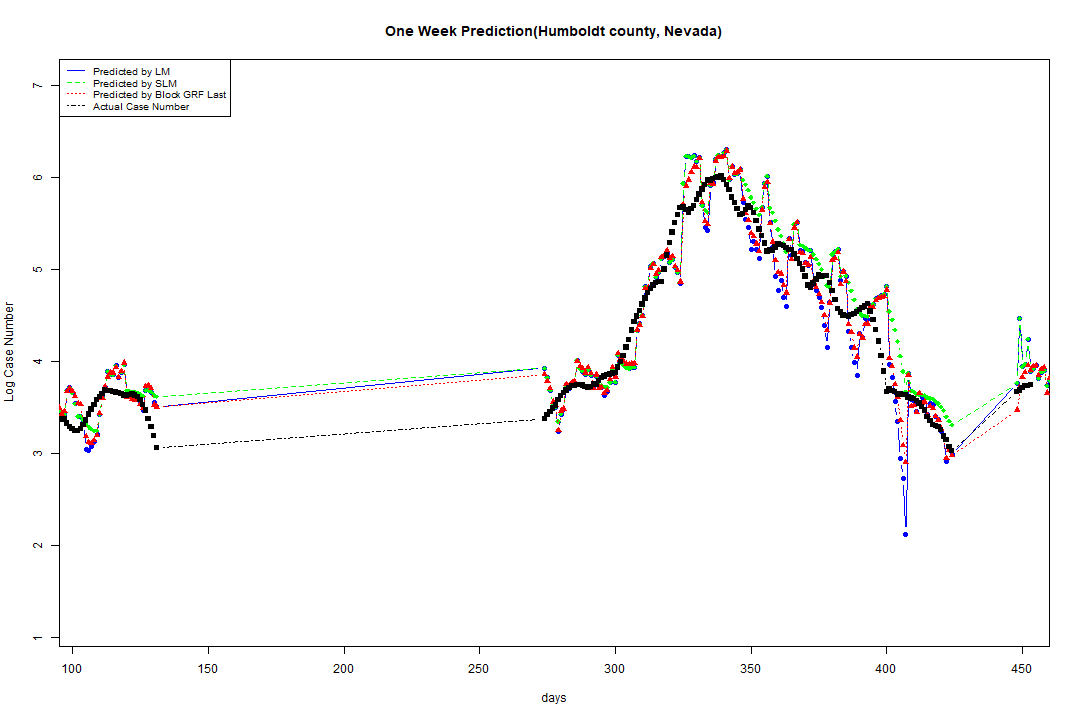 One Week Prediction(Humboldt county, Nevada)
Predicted by LM
Predicted by SLM
Predicted by Block GRF Last
Actual Case Number
7
6
5
4
3
2
1
Log Case Number
100 150 200 250 300 350 400 450
days